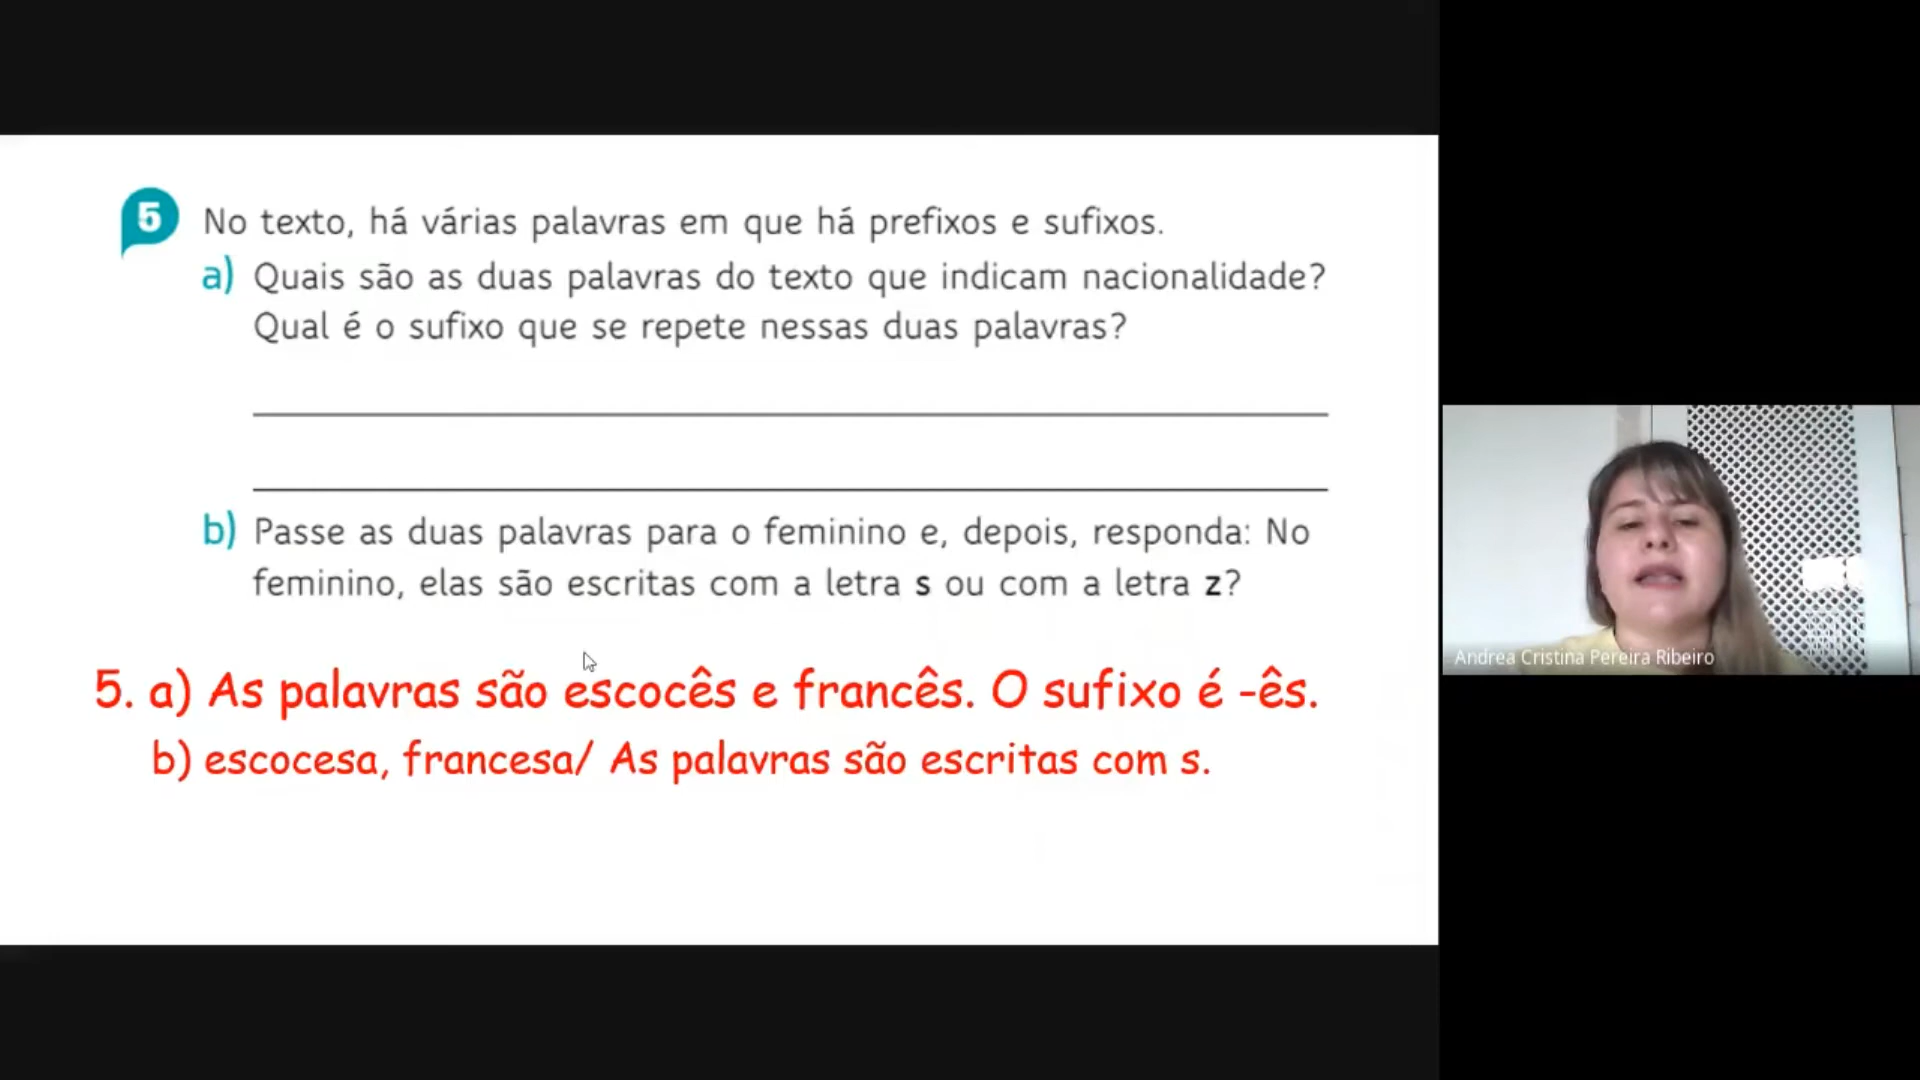 5 No texto, há várias palavras em que há prefixos e sufixos.
a) Quais são as duas palavras do texto que indicam nacionalidade?
Qual é o sufixo que se repete nessas duas palavras?
b) Passe as duas palavras para o feminino e, depois, responda: No
feminino, elas são escritas com a letra s ou com a letra z?
5. a) As palavras são escocês e francês. O sufixo é -ês.
b) escocesa, francesa/ As palavras são escritas com s.
Andrea Cristina Pereira Ribeiro